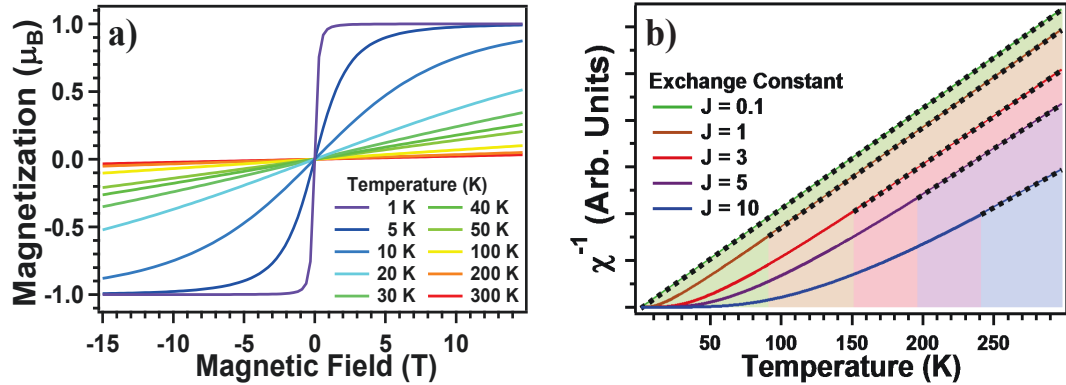 a)
Magnetization (μB)
1.0
0.5
0.0
-0.5
-1.0
Temperature (K)
1 K
40 K
5 K
50 K
10 K
100 K
20 K
200 K
30 K
300 K
-15
-10
-5
0
5
10
Magnetic Field (T)
b)
χ-1 (Arb. Units)
Exchange Constant
J = 0.1
J = 1
J = 3
J = 5
J = 10
50
100
150
200
250
Temperature (K)